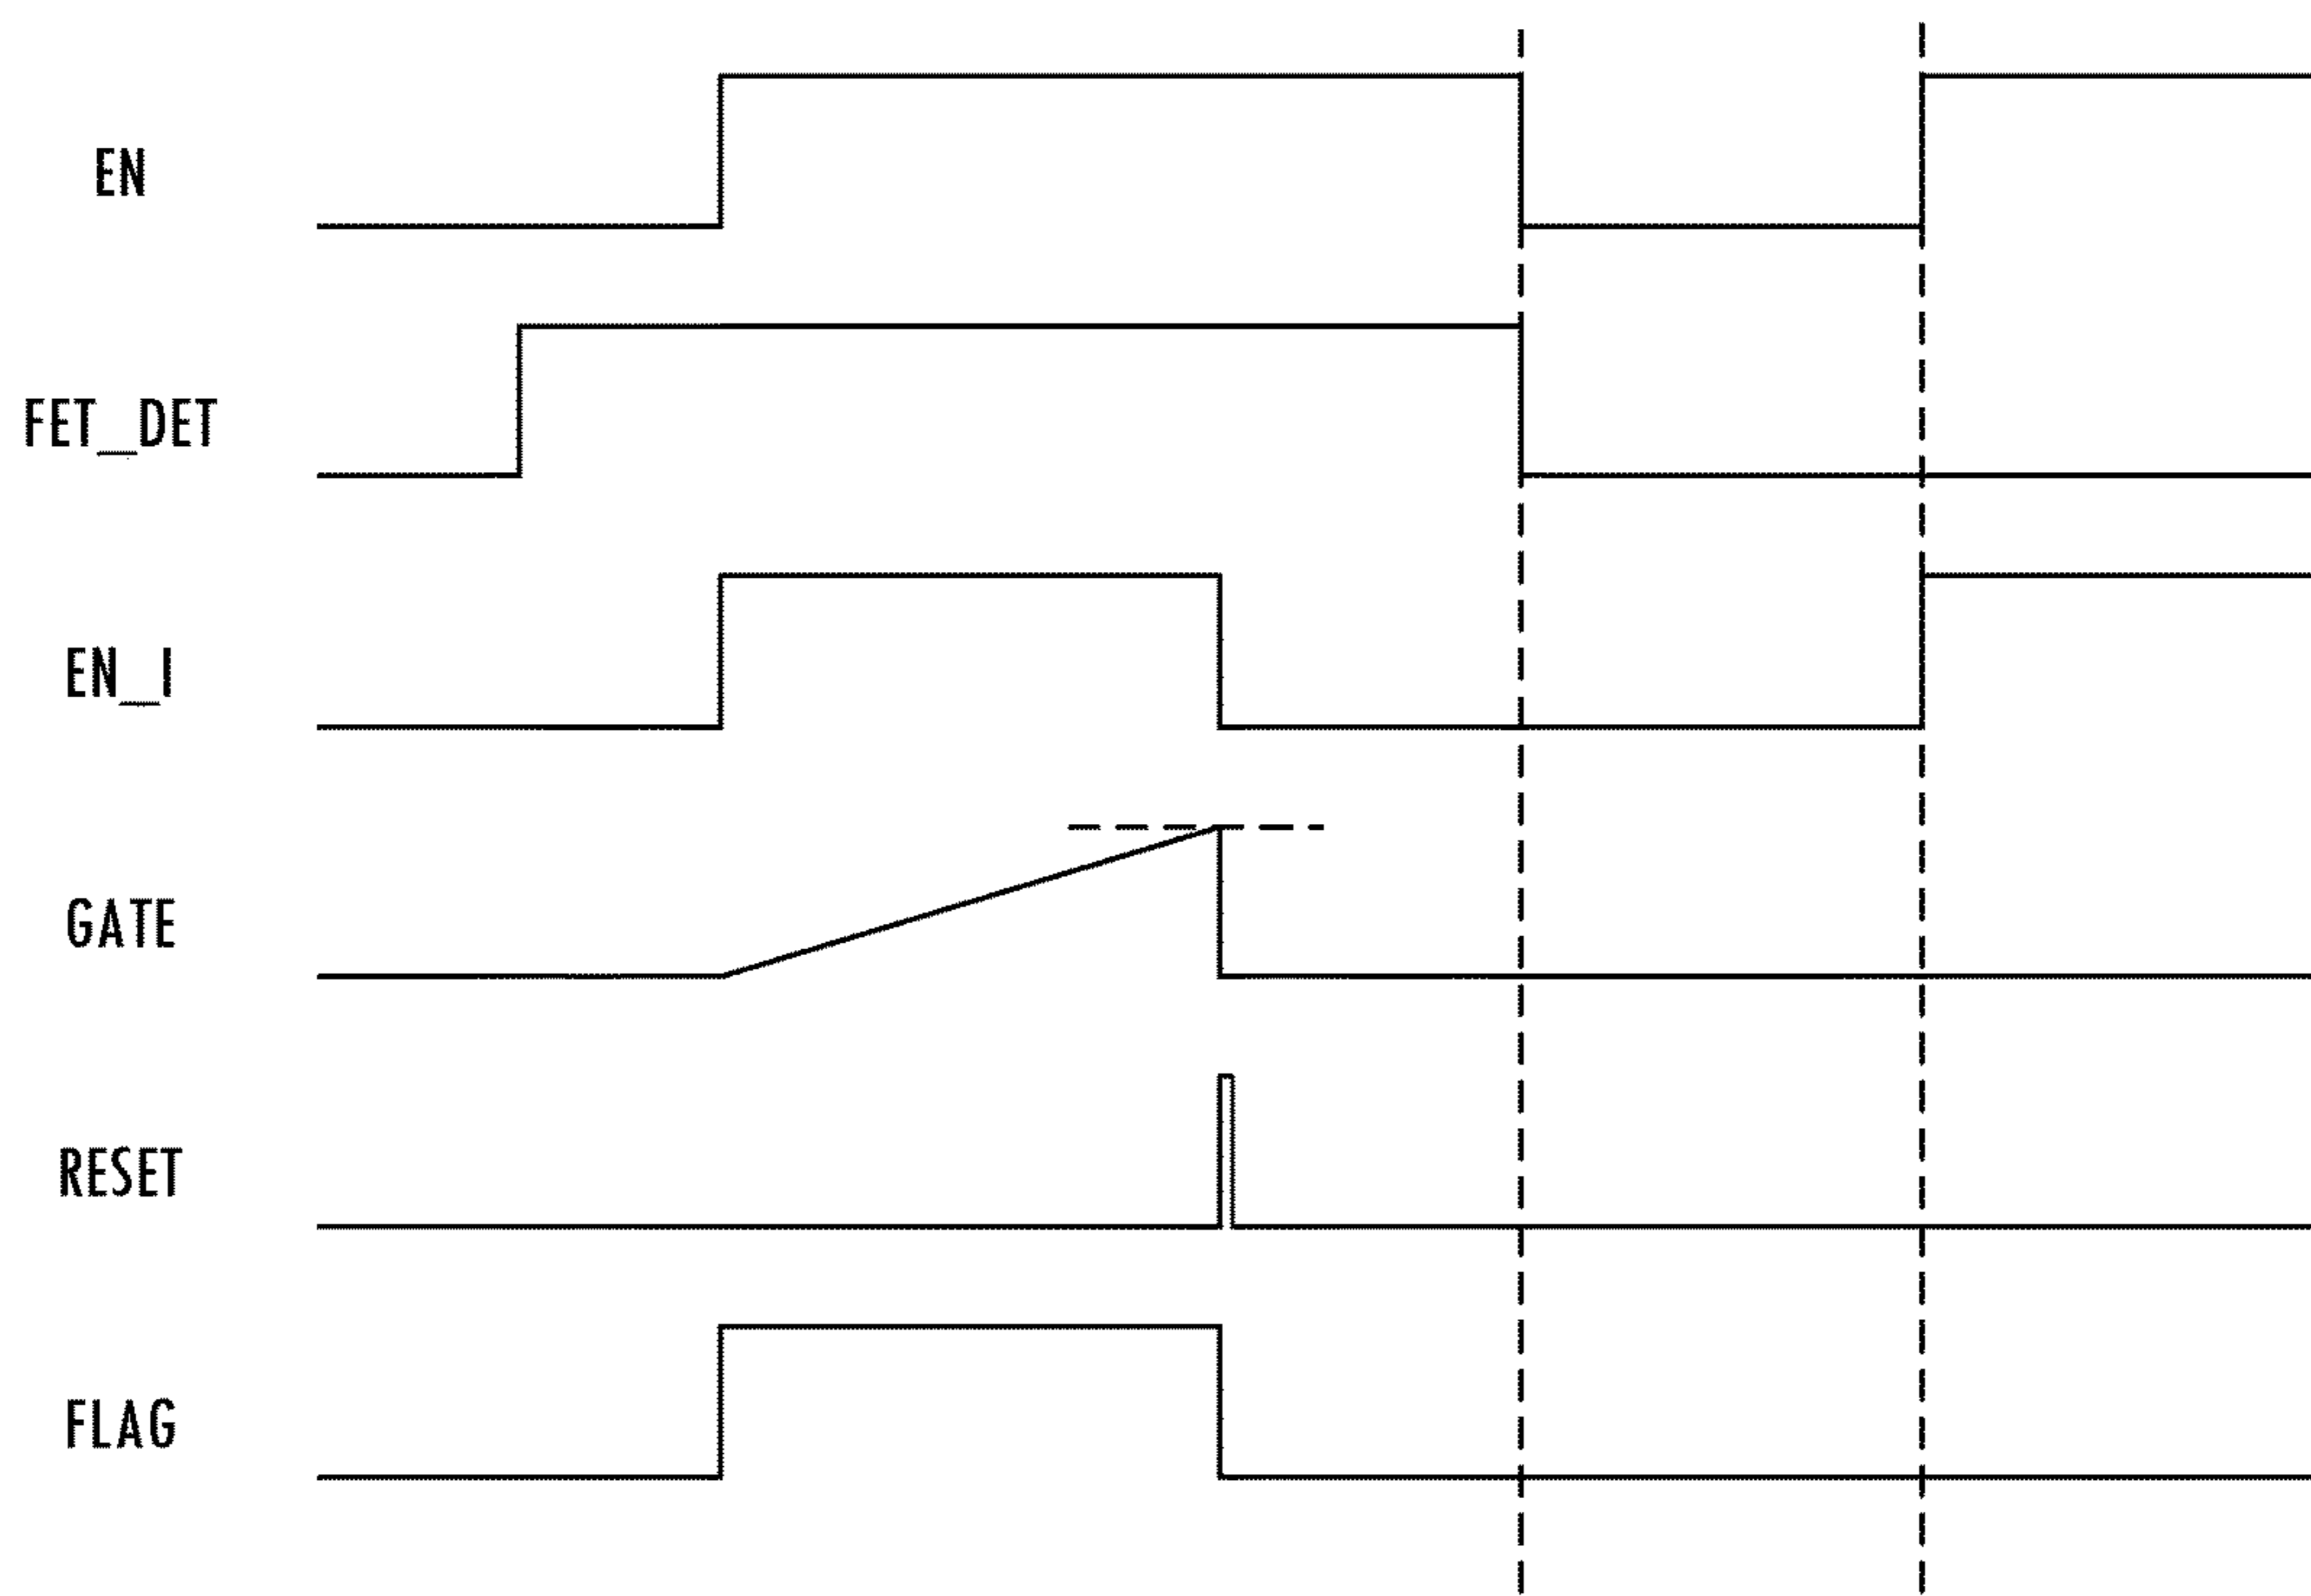 EN
FET_DET
EN_I
GATE
RESET
FLAG